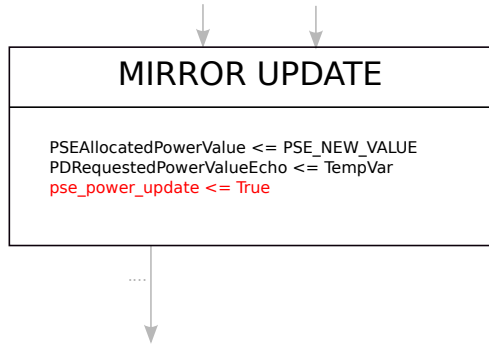 MIRROR UPDATE
PSEAllocatedPowerValue <= PSE_NEW_VALUE
PDRequestedPowerValueEcho <= TempVar
pse_power_update <= True
....